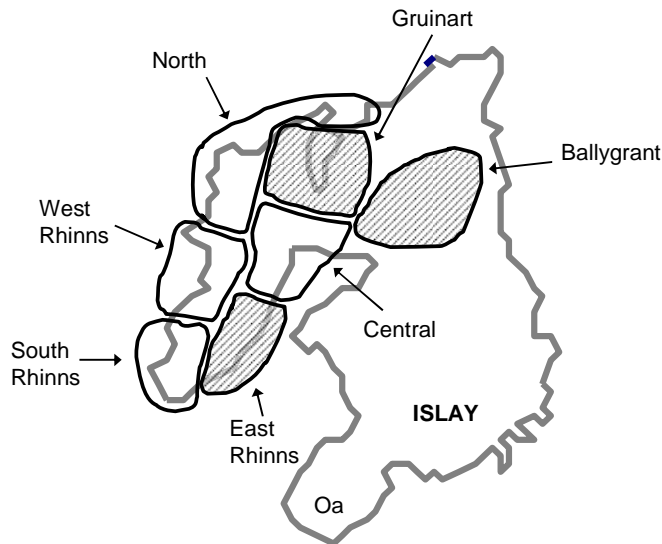 Gruinart
North
Ballygrant
West
Rhinns
Central
South
Rhinns
ISLAY
East
Rhinns
Oa